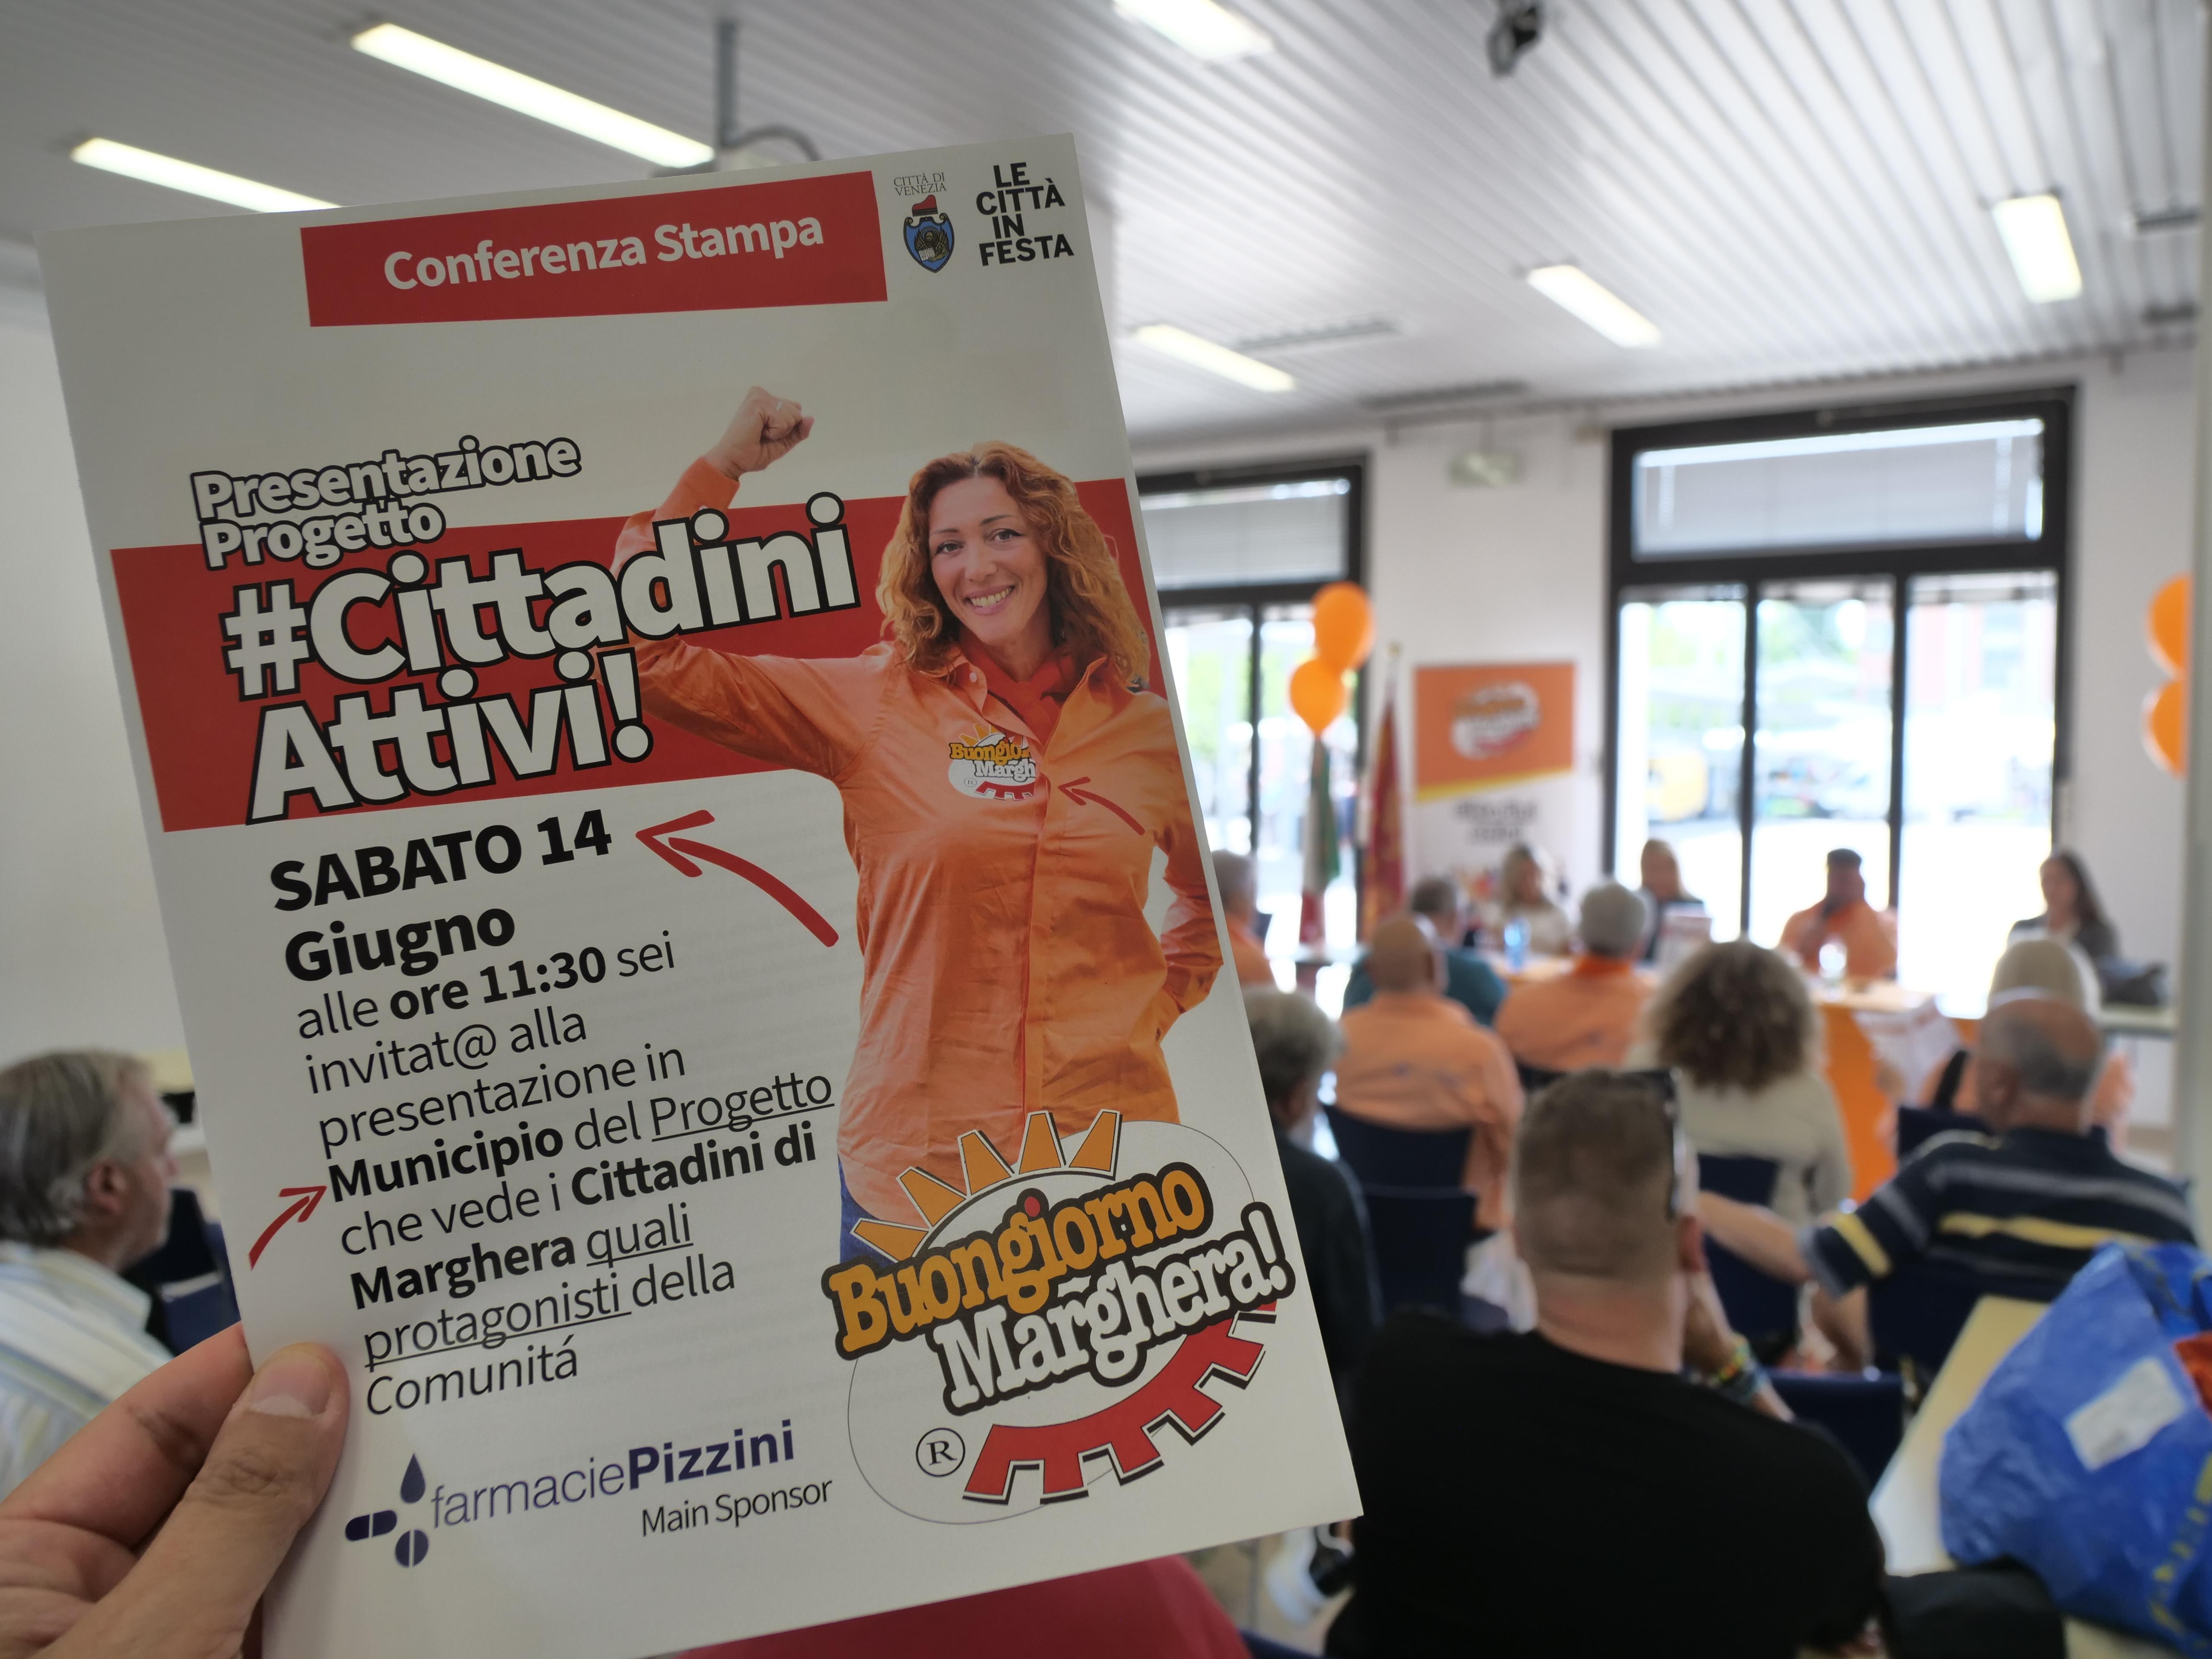 Conferenza Stampa
CITTÀ DI
VENEZIA
LE
CITTÀ
IN
FESTA
Presentazione
Progetto
#Cittadini
Attivi!
Buongio
Margh
®
SABATO 14
Giugno
alle ore 11:30 sei
invitat@ alla
presentazione in
Municipio del Progetto
che vede i Cittadini di
Marghera quali
protagonisti della
Comunitá
Buongiorno
Marghera!
®
farmaciePizzini
Main Sponsor